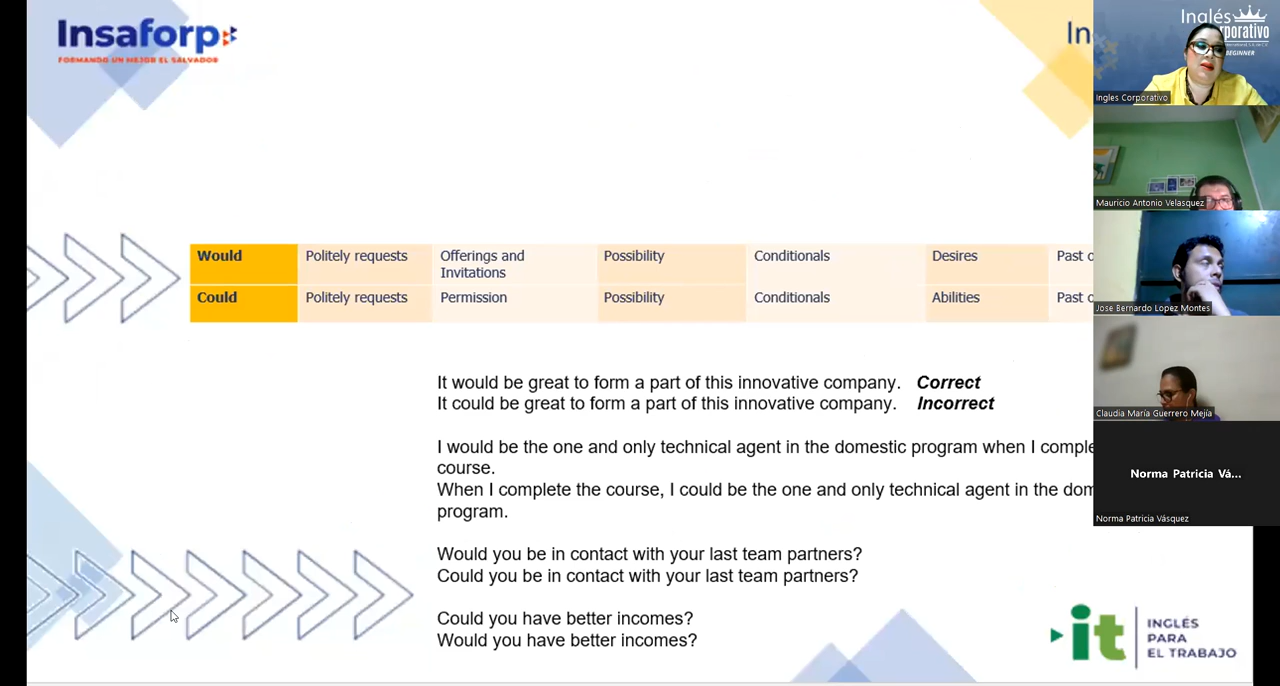 Insaforp
FORMANDO UN MEJOR EL SALVADOR
In
Would Politely requests Offerings and Invitations Possibility Conditionals Desires Past
Could Politely requests Permission Possibility Conditionals Abilities Past
It would be great to form a part of this innovative company. Correct
It could be great to form a part of this innovative company. Incorrect
I would be the one and only technical agent in the domestic program when I comple
course.
When I complete the course, I could be the one and only technical agent in the dom
program.
Would you be in contact with your last team partners?
Could you be in contact with your last team partners?
Could you have better incomes?
Would you have better incomes?
it
INGLÉS
PARA
EL TRABAJO
Inglés
orporativo
BEGINNER
Ingles Corporativo
Mauricio Antonio Velasquez
Jose Bernardo Lopez Montes
Claudia María Guerrero Mejía
Norma Patricia Vá...
Norma Patricia Vásquez